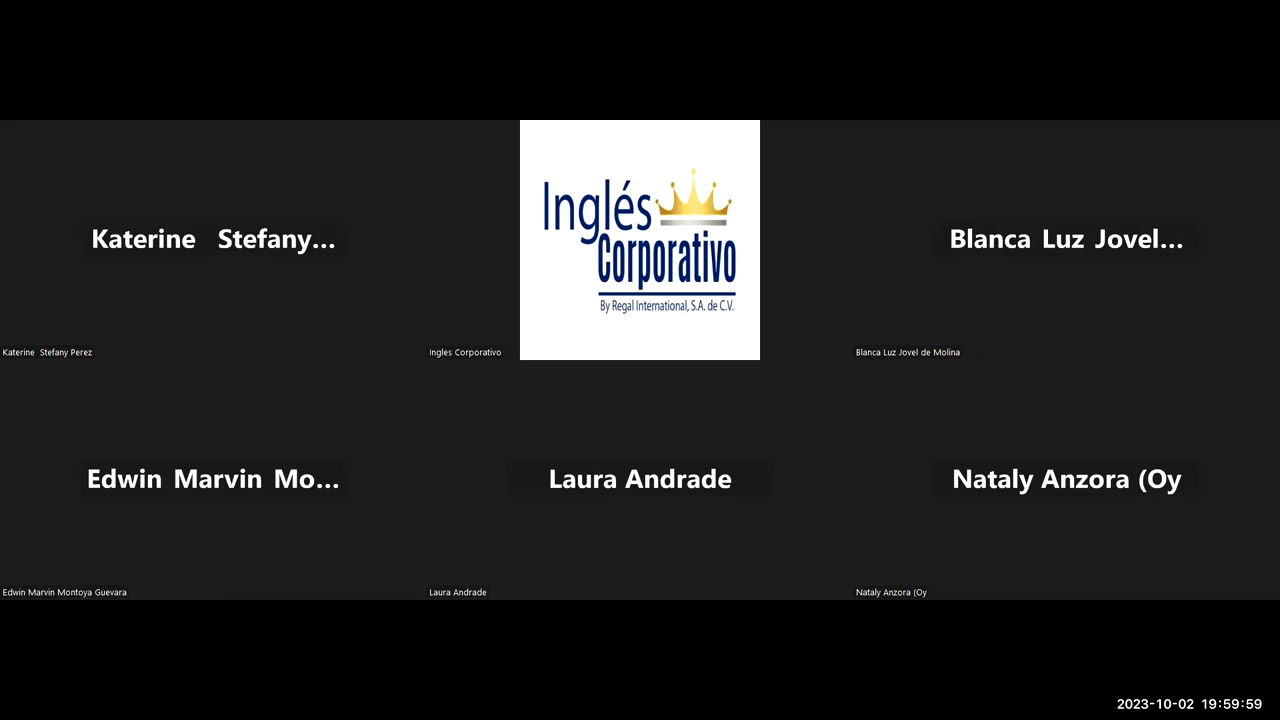 Katerine Stefany...
Katerine Stefany Perez
Inglés
Corporativo
By Regal International, S.A. de C.V.
Ingles Corporativo
Blanca Luz Jovel...
Blanca Luz Jovel de Molina
Edwin Marvin Mo...
Edwin Marvin Montoya Guevara
Laura Andrade
Laura Andrade
Nataly Anzora (Oy
Nataly Anzora (Oy
2023-10-02 19:59:59